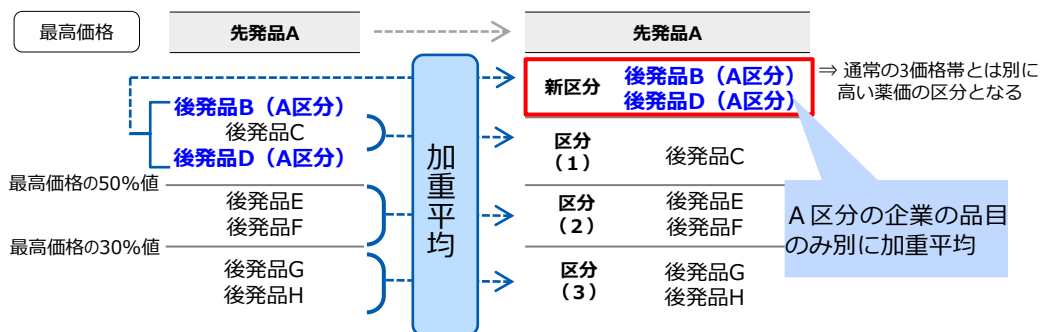 最高価格
先発品A
先発品A
後発品B（A区分）
後発品C
後発品D（A区分）
最高価格の50%値
後発品E
後発品F
最高価格の30%値
後発品G
後発品H
加重平均
新区分
後発品B（A区分）
後発品D（A区分）
⇒ 通常の3価格帯とは別に
高い薬価の区分となる
区分
（1）
後発品C
区分
（2）
後発品E
後発品F
区分
（3）
後発品G
後発品H
A区分の企業の品目
のみ別に加重平均